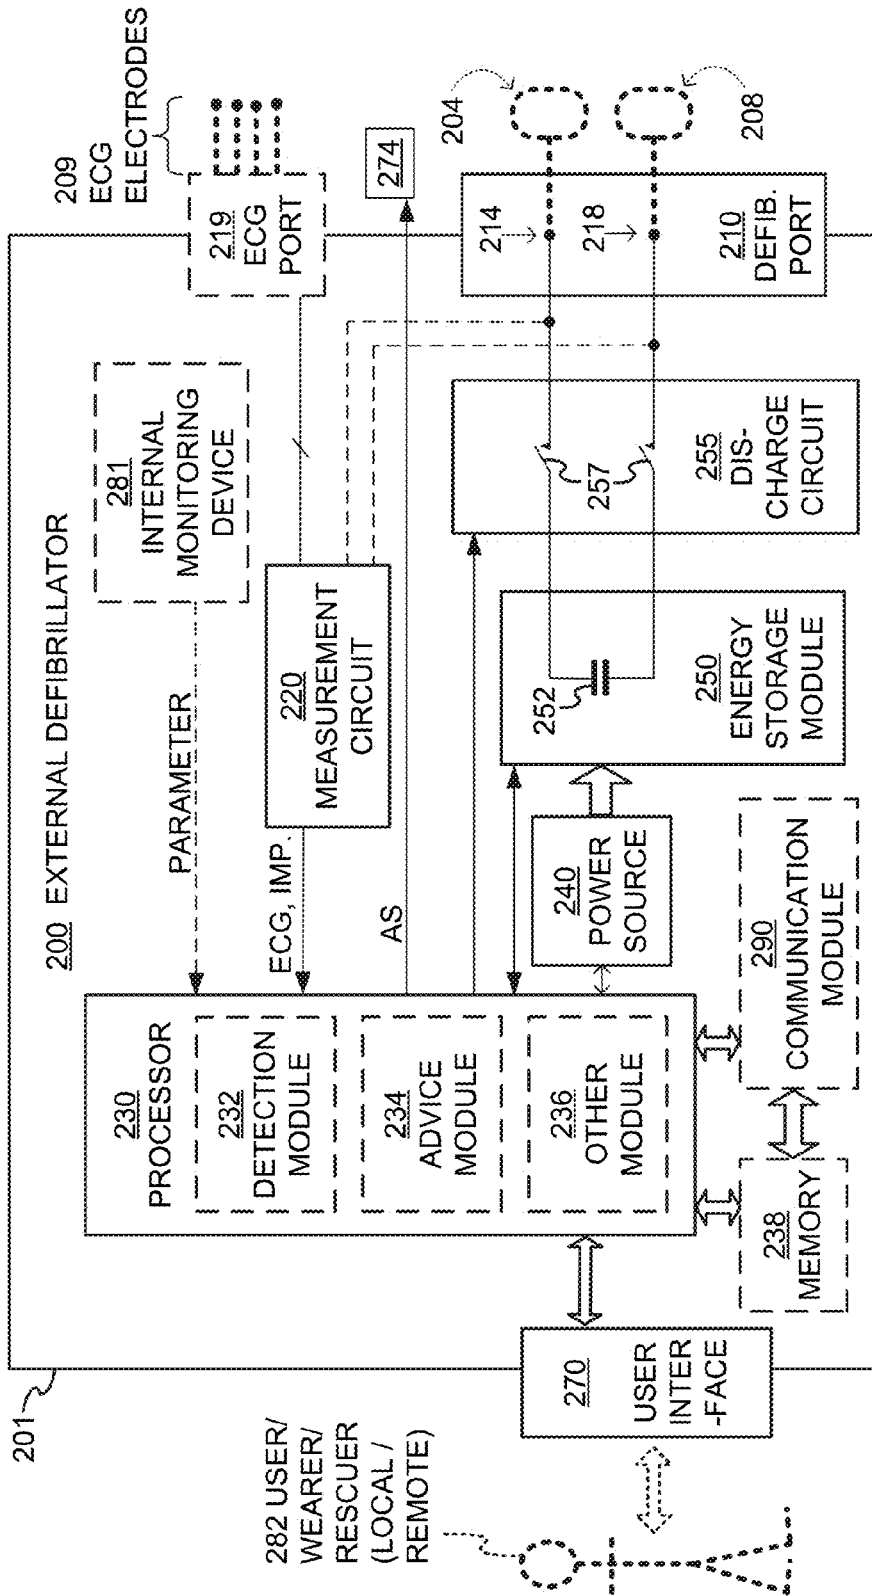 200 EXTERNAL DEFIBRILLATOR
201
209
ECG
ELECTRODES
219
ECG
PORT
281
INTERNAL
MONITORING
DEVICE
PARAMETER
220
MEASUREMENT
CIRCUIT
ECG, IMP.
AS
274
204
208
214
218
210
DEFIB.
PORT
257
255
DIS-
CHARGE
CIRCUIT
252
250
ENERGY
STORAGE
MODULE
240
POWER
SOURCE
230
PROCESSOR
232
DETECTION
MODULE
234
ADVICE
MODULE
236
OTHER
MODULE
290
COMMUNICATION
MODULE
238
MEMORY
270
USER
INTER
-FACE
282 USER/
WEARER/
RESCUER
(LOCAL /
REMOTE)